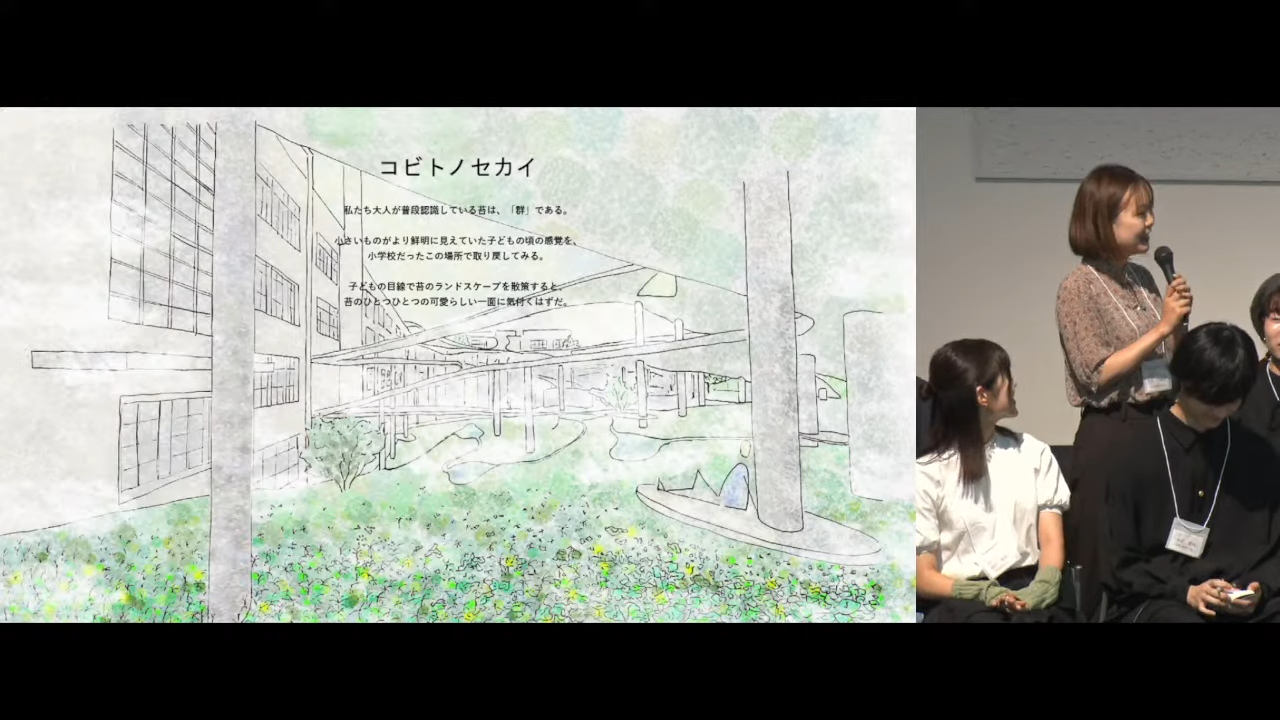 コビトノセカイ
私たち大人が普段認識している苔は、「群」である。
小さいものがより鮮明に見えていた子どもの頃の感覚を、
小学校だったこの場所で取り戻してみる。
子どもの目線で苔のランドスケープを散策すると、
苔のひとつひとつの可愛らしい一面に気付くはずだ。